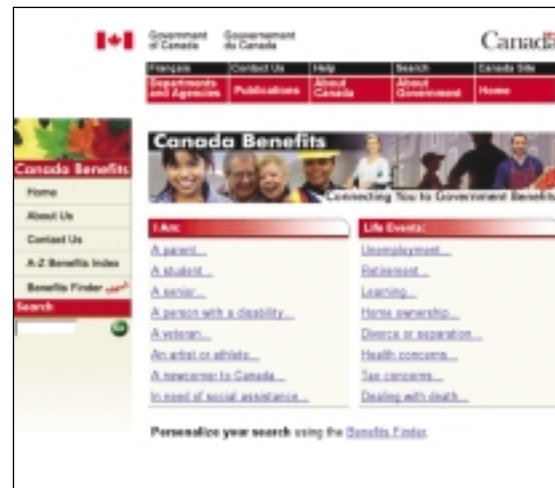 Government of Canada
Gouvernement du Canada
Canada
Français Contact Us Help Search Canada Site
Departments and Agencies Publications About Canada About Government Home
Canada Benefits
Connecting You to Government Benefits
Canada Benefits
Home
About Us
Contact Us
A-Z Benefits Index
Benefits Finder
Search
Go
I Am:
A parent...
A student...
A senior...
A person with a disability...
A veteran...
An artist or athlete...
A newcomer to Canada...
In need of social assistance...
Life Events:
Unemployment...
Retirement...
Learning...
Home ownership...
Divorce or separation...
Health concerns...
Tax concerns...
Dealing with death...
Personalize your search using the Benefits Finder.